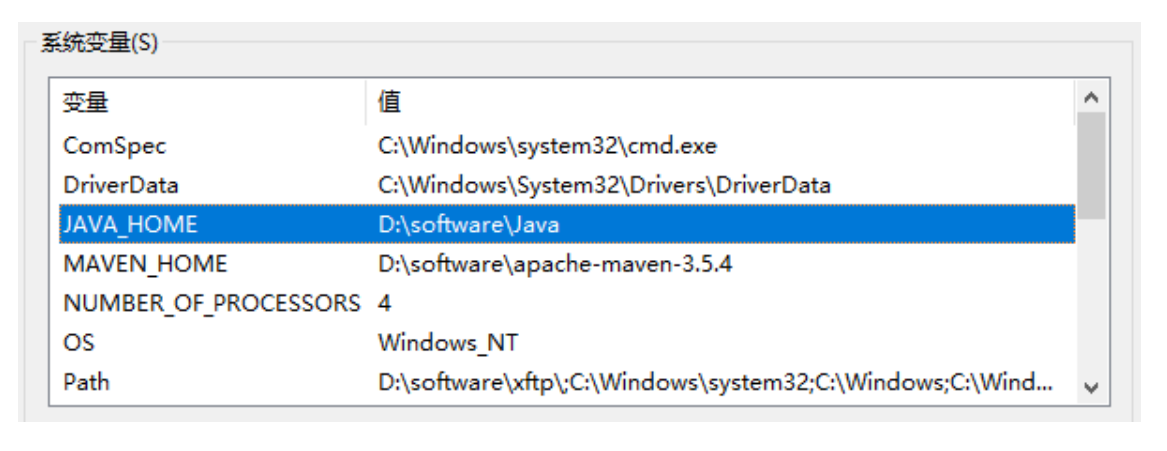 系统变量(S)
变量 值
ComSpec C:\Windows\system32\cmd.exe
DriverData C:\Windows\System32\Drivers\DriverData
JAVA_HOME D:\software\Java
MAVEN_HOME D:\software\apache-maven-3.5.4
NUMBER_OF_PROCESSORS 4
OS Windows_NT
Path D:\software\xftp\;C:\Windows\system32;C:\Windows;C:\Wind...